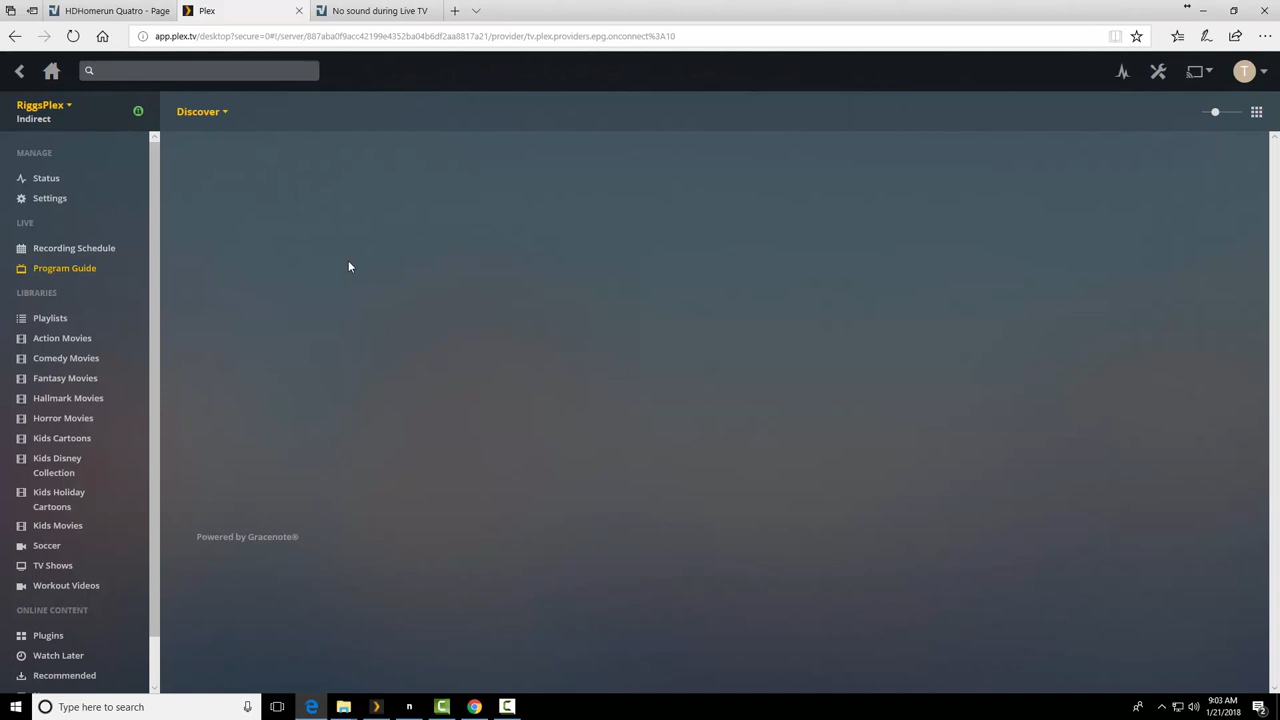 HDHomerun Quatro - Page
Plex
No sound during Live TV
app.plex.tv/desktop?secure=0#!/server/887aba0f9acc42199e4352ba04b6df2aa8817a21/provider/tv.plex.providers.epg.onconnect%3A10
T
RiggsPlex
Indirect
Discover
MANAGE
Status
Settings
LIVE
Recording Schedule
Program Guide
LIBRARIES
Playlists
Action Movies
Comedy Movies
Fantasy Movies
Hallmark Movies
Horror Movies
Kids Cartoons
Kids Disney
Collection
Kids Holiday
Cartoons
Kids Movies
Soccer
TV Shows
Workout Videos
ONLINE CONTENT
Plugins
Watch Later
Recommended
Powered by Gracenote®
Type here to search
n
9:03 AM
1/21/2018
2